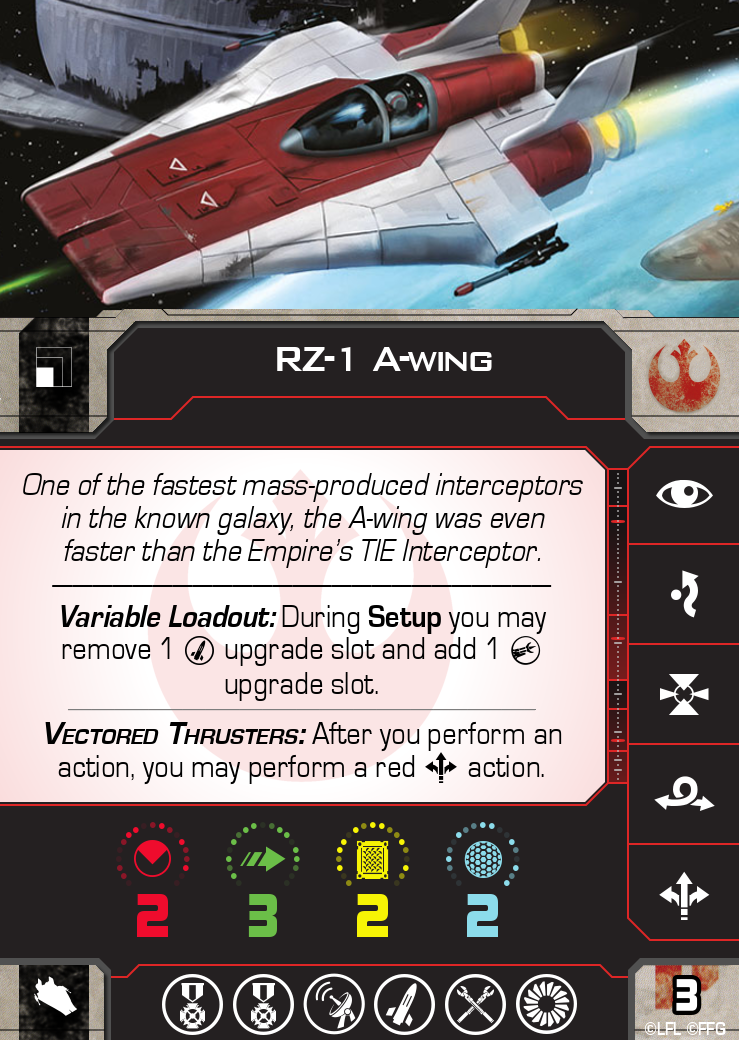 RZ-1 A-WING
One of the fastest mass-produced interceptors
in the known galaxy, the A-wing was even
faster than the Empire's TIE Interceptor.
Variable Loadout: During Setup you may
remove 1 upgrade slot and add 1
upgrade slot.
VECTORED THRUSTERS: After you perform an
action, you may perform a red action.
2 3 2 2
3
©LFL ©FFG